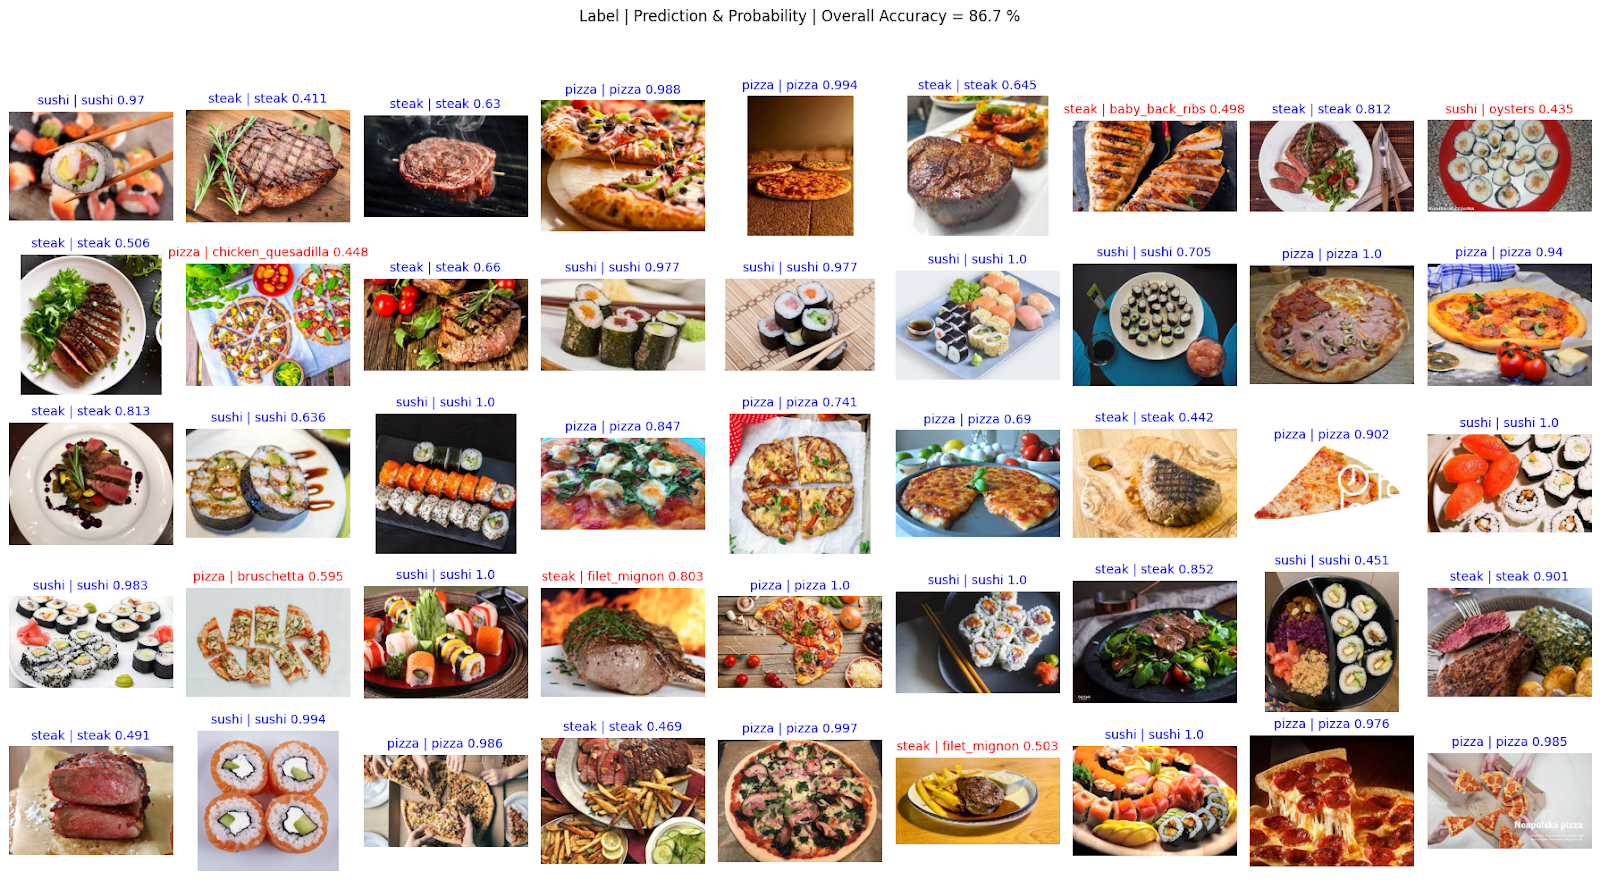 Label | Prediction & Probability | Overall Accuracy = 86.7 %
sushi | sushi 0.97
steak | steak 0.411
steak | steak 0.63
pizza | pizza 0.988
pizza | pizza 0.994
steak | steak 0.645
steak | baby_back_ribs 0.498
steak | steak 0.812
sushi | oysters 0.435
steak | steak 0.506
pizza | chicken_quesadilla 0.448
steak | steak 0.66
sushi | sushi 0.977
sushi | sushi 0.977
sushi | sushi 1.0
sushi | sushi 0.705
pizza | pizza 1.0
pizza | pizza 0.94
steak | steak 0.813
sushi | sushi 0.636
sushi | sushi 1.0
pizza | pizza 0.847
pizza | pizza 0.741
pizza | pizza 0.69
steak | steak 0.442
pizza | pizza 0.902
sushi | sushi 1.0
sushi | sushi 0.983
pizza | bruschetta 0.595
sushi | sushi 1.0
steak | filet_mignon 0.803
pizza | pizza 1.0
sushi | sushi 1.0
steak | steak 0.852
sushi | sushi 0.451
steak | steak 0.901
steak | steak 0.491
sushi | sushi 0.994
pizza | pizza 0.986
steak | steak 0.469
pizza | pizza 0.997
steak | filet_mignon 0.503
sushi | sushi 1.0
pizza | pizza 0.976
pizza | pizza 0.985
Neapolská pizza